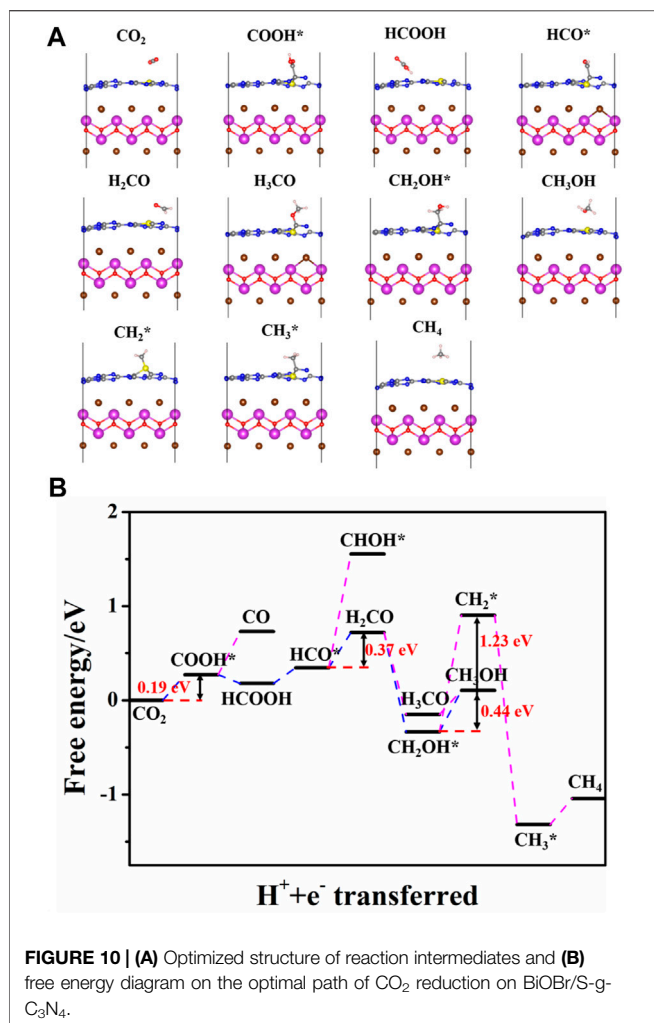 A
CO₂ COOH* HCOOH HCO*
H₂CO H₃CO CH₂OH* CH₃OH
CH₂* CH₃* CH₄
B
Free energy/eV
2
1
0
-1
CHOH*
CO
H₂CO
CH₂*
COOH*
HCO*
0.37 eV
1.23 eV
CH₃OH
0.19 eV
HCOOH
H₃CO
0.44 eV
CO₂
CH₂OH*
CH₄
CH₃*
H⁺+e⁻ transferred
FIGURE 10 | (A) Optimized structure of reaction intermediates and (B)
free energy diagram on the optimal path of CO₂ reduction on BiOBr/S-g-
C₃N₄.